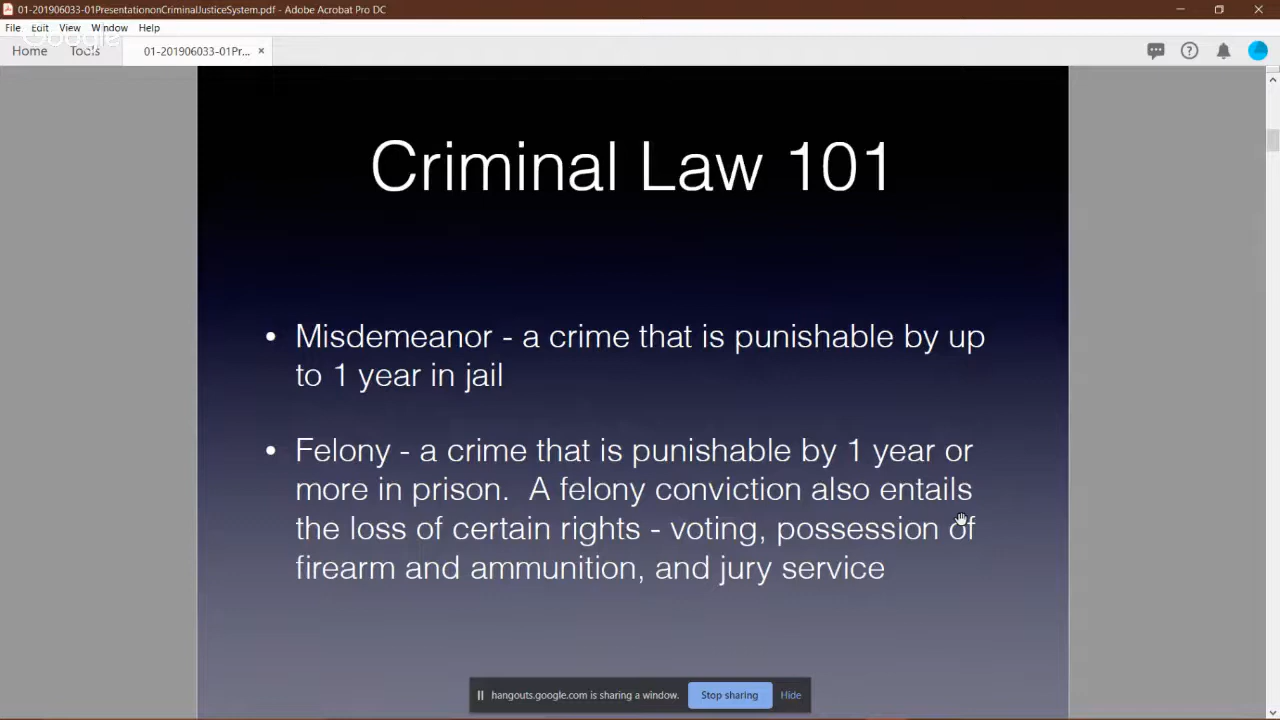 01-201906033-01PresentationonCriminalJusticeSystem.pdf - Adobe Acrobat Pro DC
File Edit View Window Help
Google
Home Tools 01-201906033-01Pr... ×
Criminal Law 101
• Misdemeanor - a crime that is punishable by up
to 1 year in jail
• Felony - a crime that is punishable by 1 year or
more in prison. A felony conviction also entails
the loss of certain rights - voting, possession of
firearm and ammunition, and jury service
hangouts.google.com is sharing a window. Stop sharing Hide